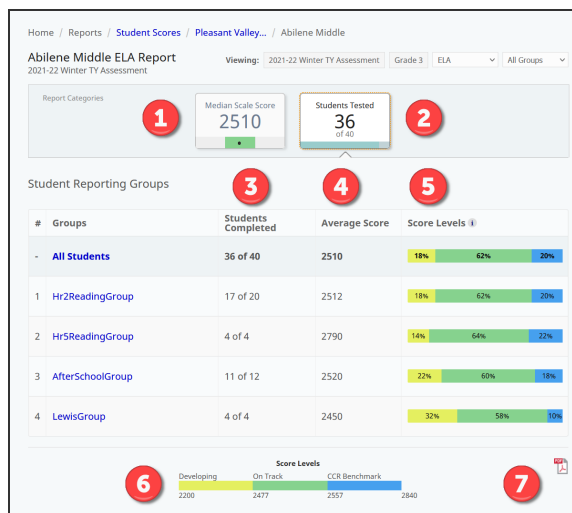 Home / Reports / Student Scores / Pleasant Valley... / Abilene Middle
Abilene Middle ELA Report
2021-22 Winter TY Assessment
Viewing: 2021-22 Winter TY Assessment Grade 3 ELA All Groups
Report Categories
1
Median Scale Score
2510
Students Tested
36
of 40
2
Student Reporting Groups
3 4 5
# Groups Students Completed Average Score Score Levels i
- All Students 36 of 40 2510 18% 62% 20%
1 Hr2ReadingGroup 17 of 20 2512 18% 62% 20%
2 Hr5ReadingGroup 4 of 4 2790 14% 64% 22%
3 AfterSchoolGroup 11 of 12 2520 22% 60% 18%
4 LewisGroup 4 of 4 2450 32% 58% 10%
Score Levels
6
Developing On Track CCR Benchmark
2200 2477 2557 2840
PDF
7